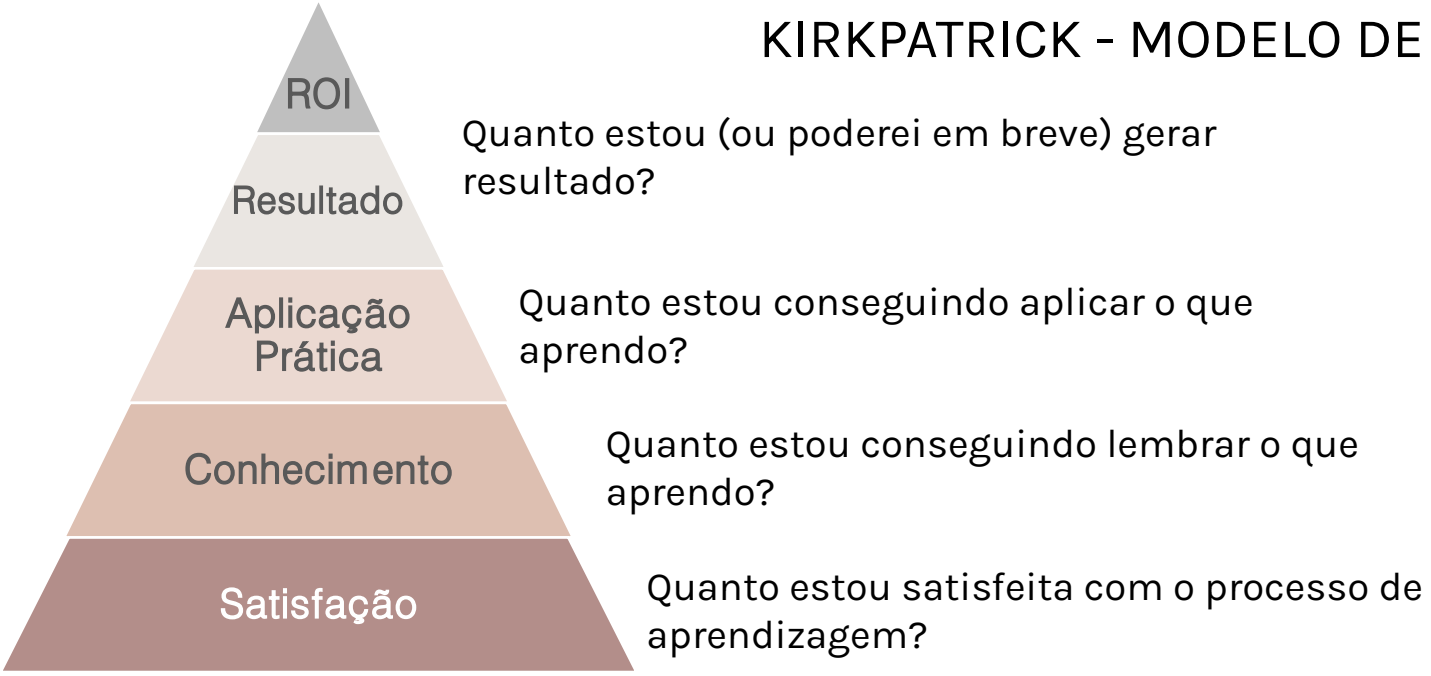 KIRKPATRICK - MODELO DE
ROI
Quanto estou (ou poderei em breve) gerar
resultado?
Resultado
Quanto estou conseguindo aplicar o que
aprendo?
Aplicação
Prática
Quanto estou conseguindo lembrar o que
aprendo?
Conhecimento
Quanto estou satisfeita com o processo de
aprendizagem?
Satisfação